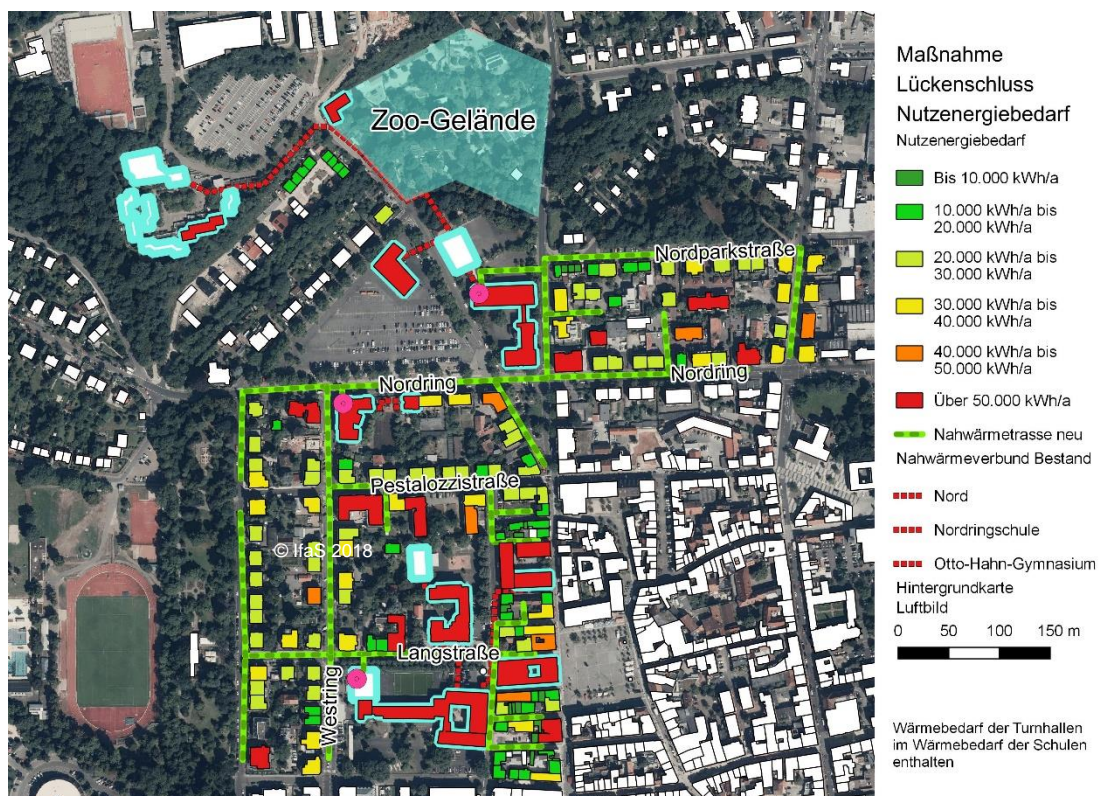 Zoo-Gelände
Nordparkstraße
Nordring
Nordring
Pestalozzistraße
© IfaS 2018
Langstraße
Westring
Maßnahme
Lückenschluss
Nutzenergiebedarf
Nutzenergiebedarf
Bis 10.000 kWh/a
10.000 kWh/a bis
20.000 kWh/a
20.000 kWh/a bis
30.000 kWh/a
30.000 kWh/a bis
40.000 kWh/a
40.000 kWh/a bis
50.000 kWh/a
Über 50.000 kWh/a
Nahwärmetrasse neu
Nahwärmeverbund Bestand
Nord
Nordringschule
Otto-Hahn-Gymnasium
Hintergrundkarte
Luftbild
0 50 100 150 m
Wärmebedarf der Turnhallen
im Wärmebedarf der Schulen
enthalten